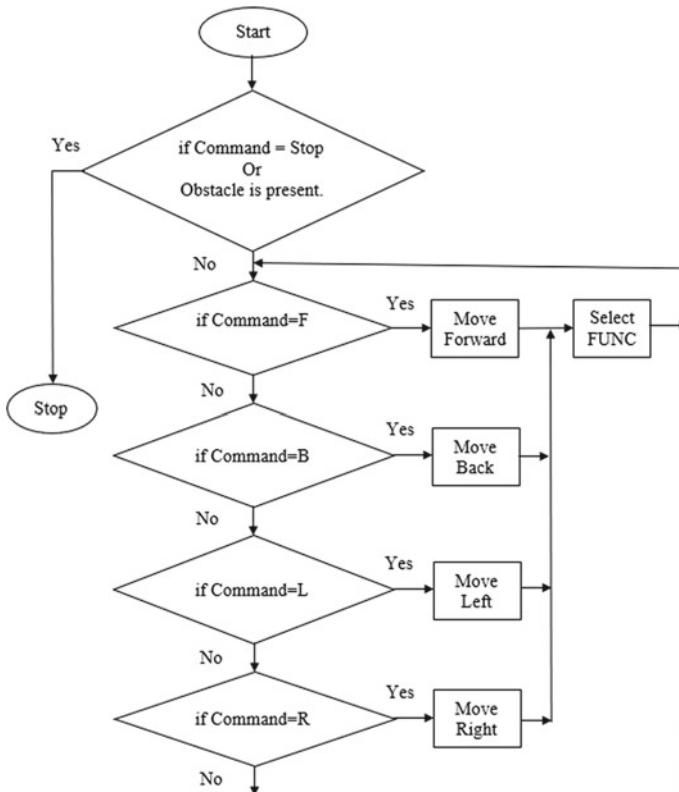 Start
Yes
if Command = Stop
Or
Obstacle is present.
No
if Command=F
Yes
Move
Forward
Select
FUNC
Stop
No
if Command=B
Yes
Move
Back
No
if Command=L
Yes
Move
Left
No
if Command=R
Yes
Move
Right
No